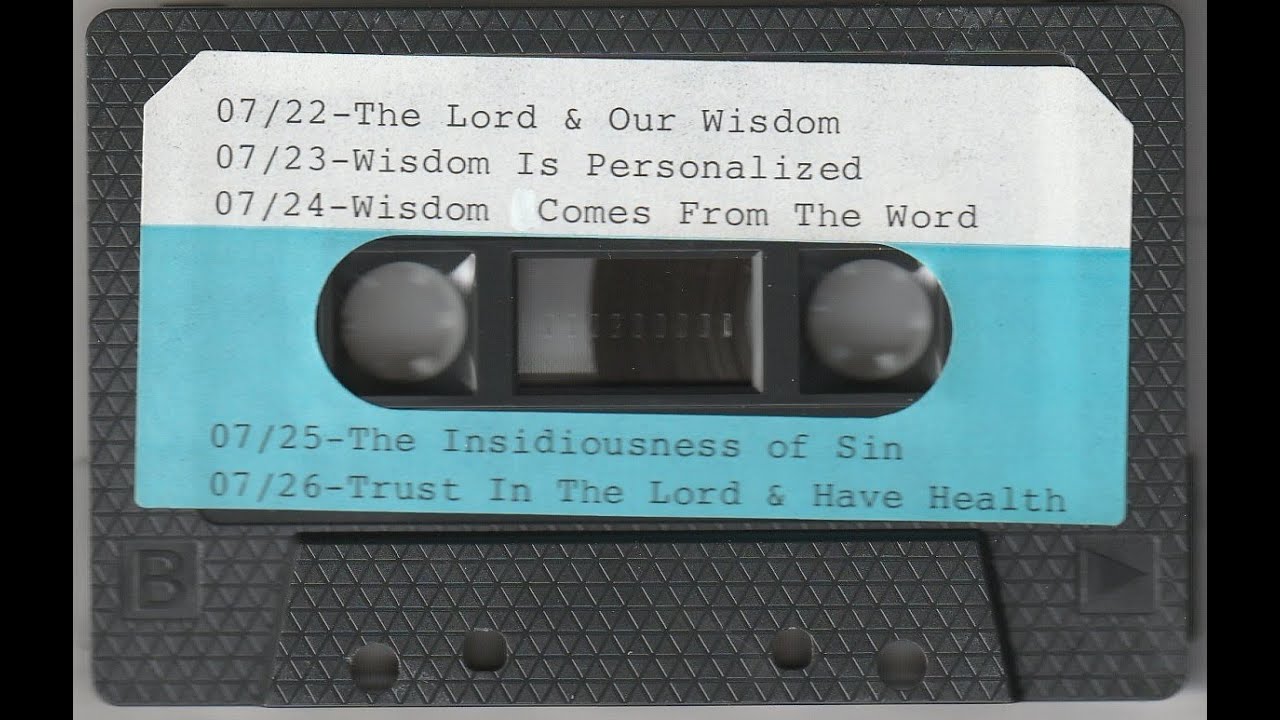 07/22-The Lord & Our Wisdom
07/23-Wisdom Is Personalized
07/24-Wisdom Comes From The Word
07/25-The Insidiousness of Sin
07/26-Trust In The Lord & Have Health
B